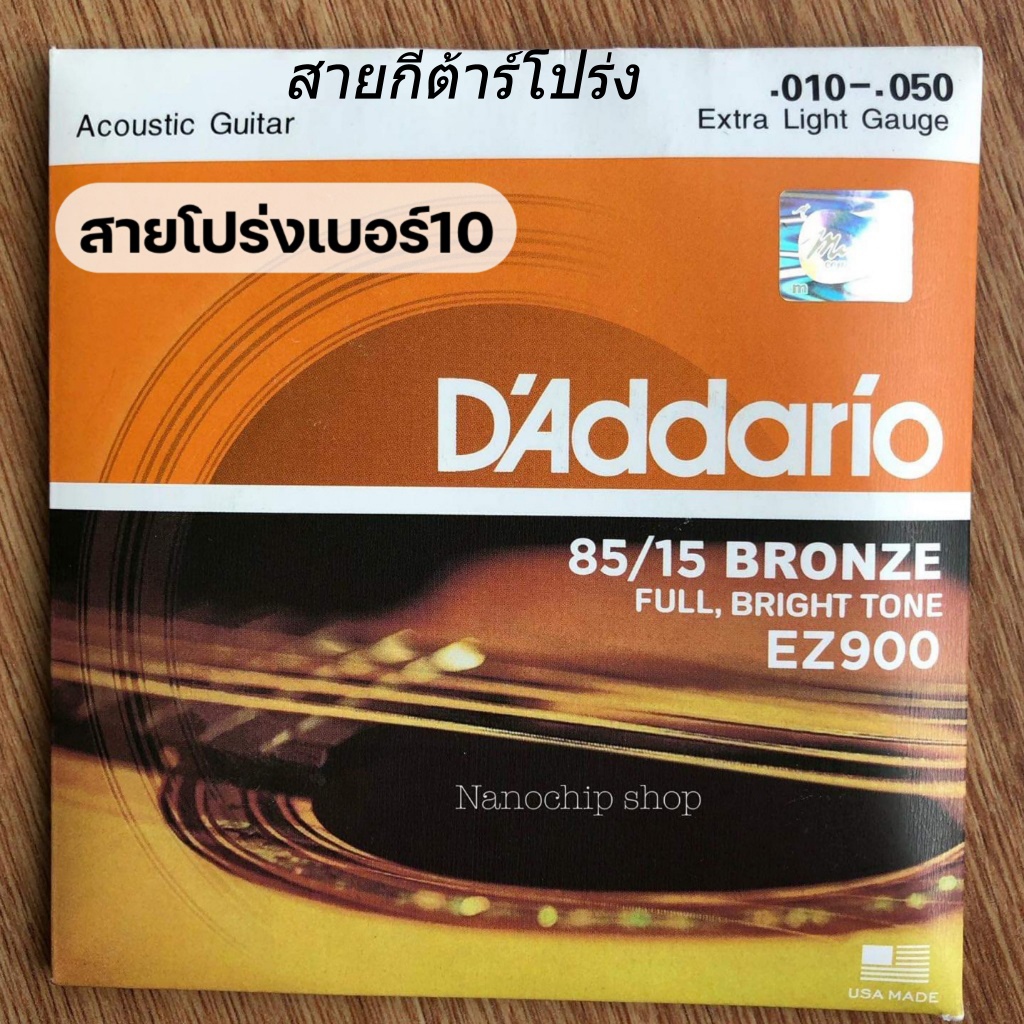 สายกีต้าร์โปร่ง
.010-.050
Acoustic Guitar
Extra Light Gauge
สายโปร่งเบอร์10
D'Addario
85/15 BRONZE
FULL, BRIGHT TONE
EZ900
Nanochip shop
USA MADE